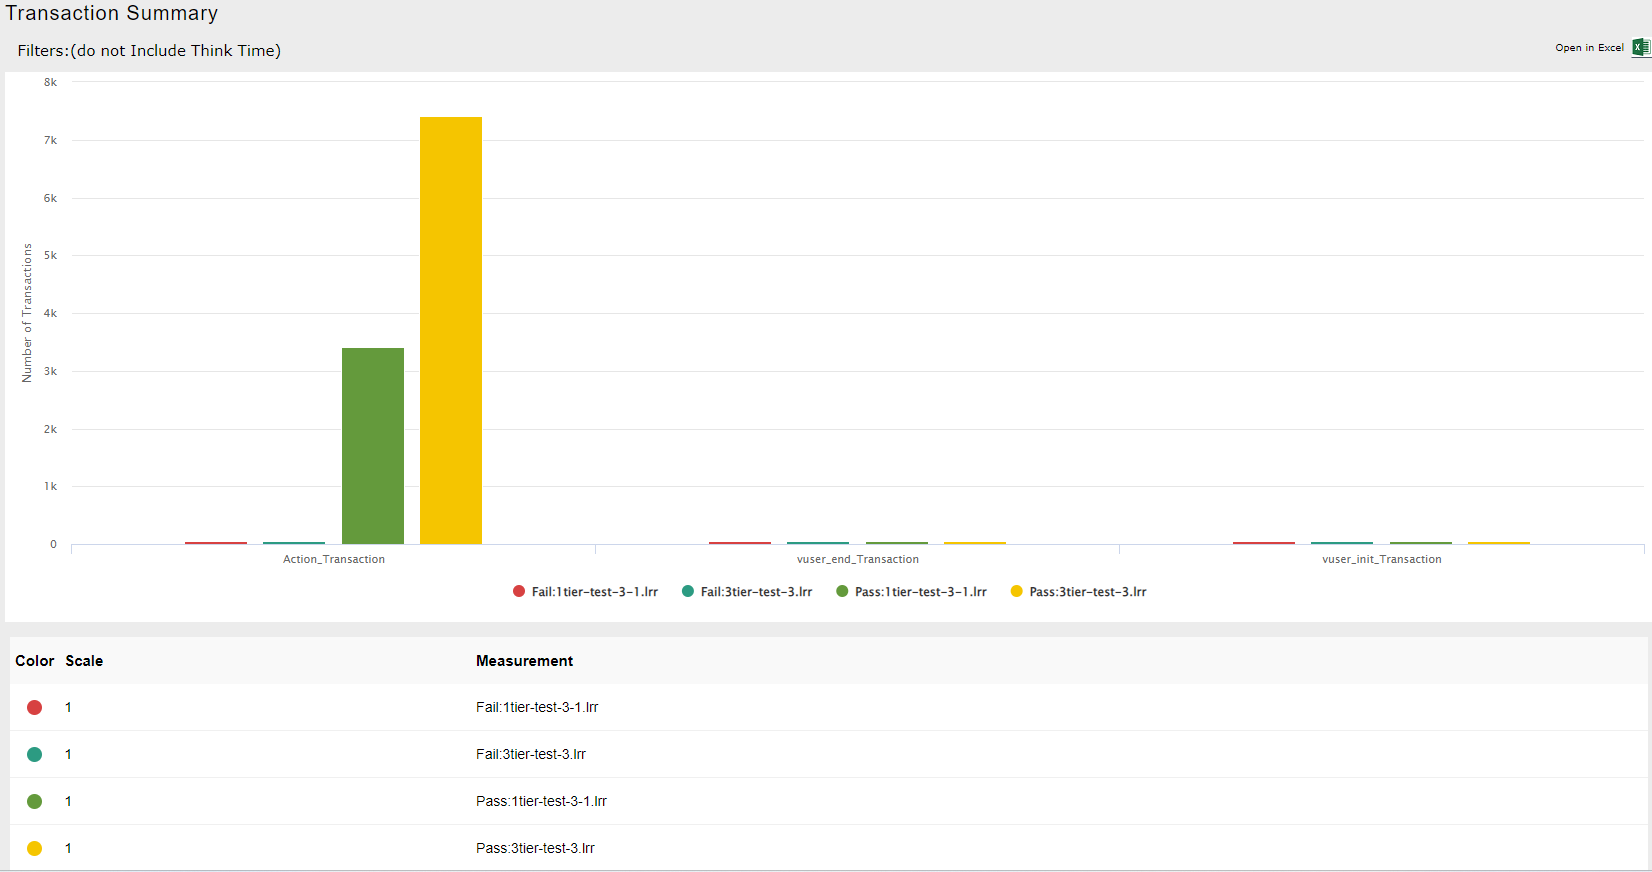 Transaction Summary
Filters:(do not Include Think Time)
Open in Excel
8k
7k
6k
5k
4k
3k
2k
1k
0
Number of Transactions
Action_Transaction
vuser_end_Transaction
vuser_init_Transaction
Fail:1tier-test-3-1.lrr
Fail:3tier-test-3.lrr
Pass:1tier-test-3-1.lrr
Pass:3tier-test-3.lrr
Color Scale Measurement
1 Fail:1tier-test-3-1.lrr
1 Fail:3tier-test-3.lrr
1 Pass:1tier-test-3-1.lrr
1 Pass:3tier-test-3.lrr